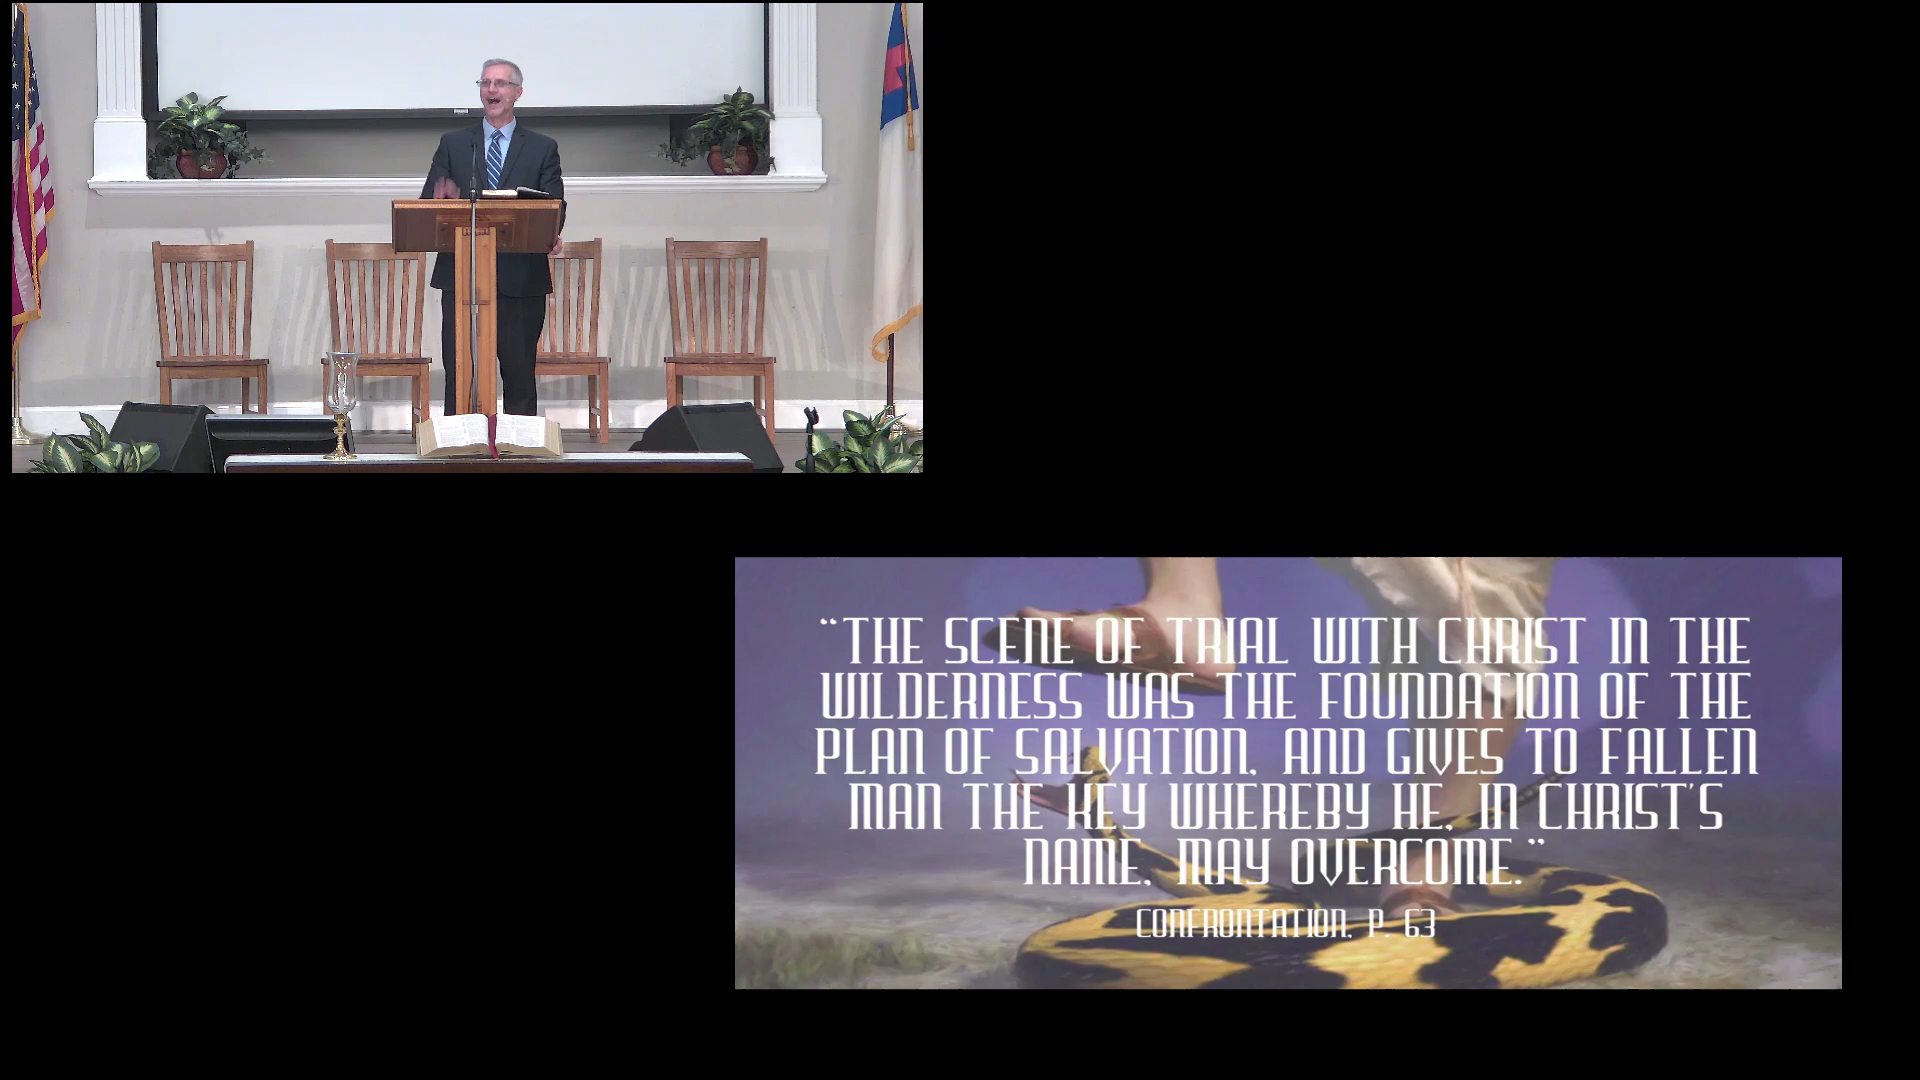 “THE SCENE OF TRIAL WITH CHRIST IN THE
WILDERNESS WAS THE FOUNDATION OF THE
PLAN OF SALVATION, AND GIVES TO FALLEN
MAN THE KEY WHEREBY HE, IN CHRIST'S
NAME, MAY OVERCOME.”
CONFRONTATION, P. 63